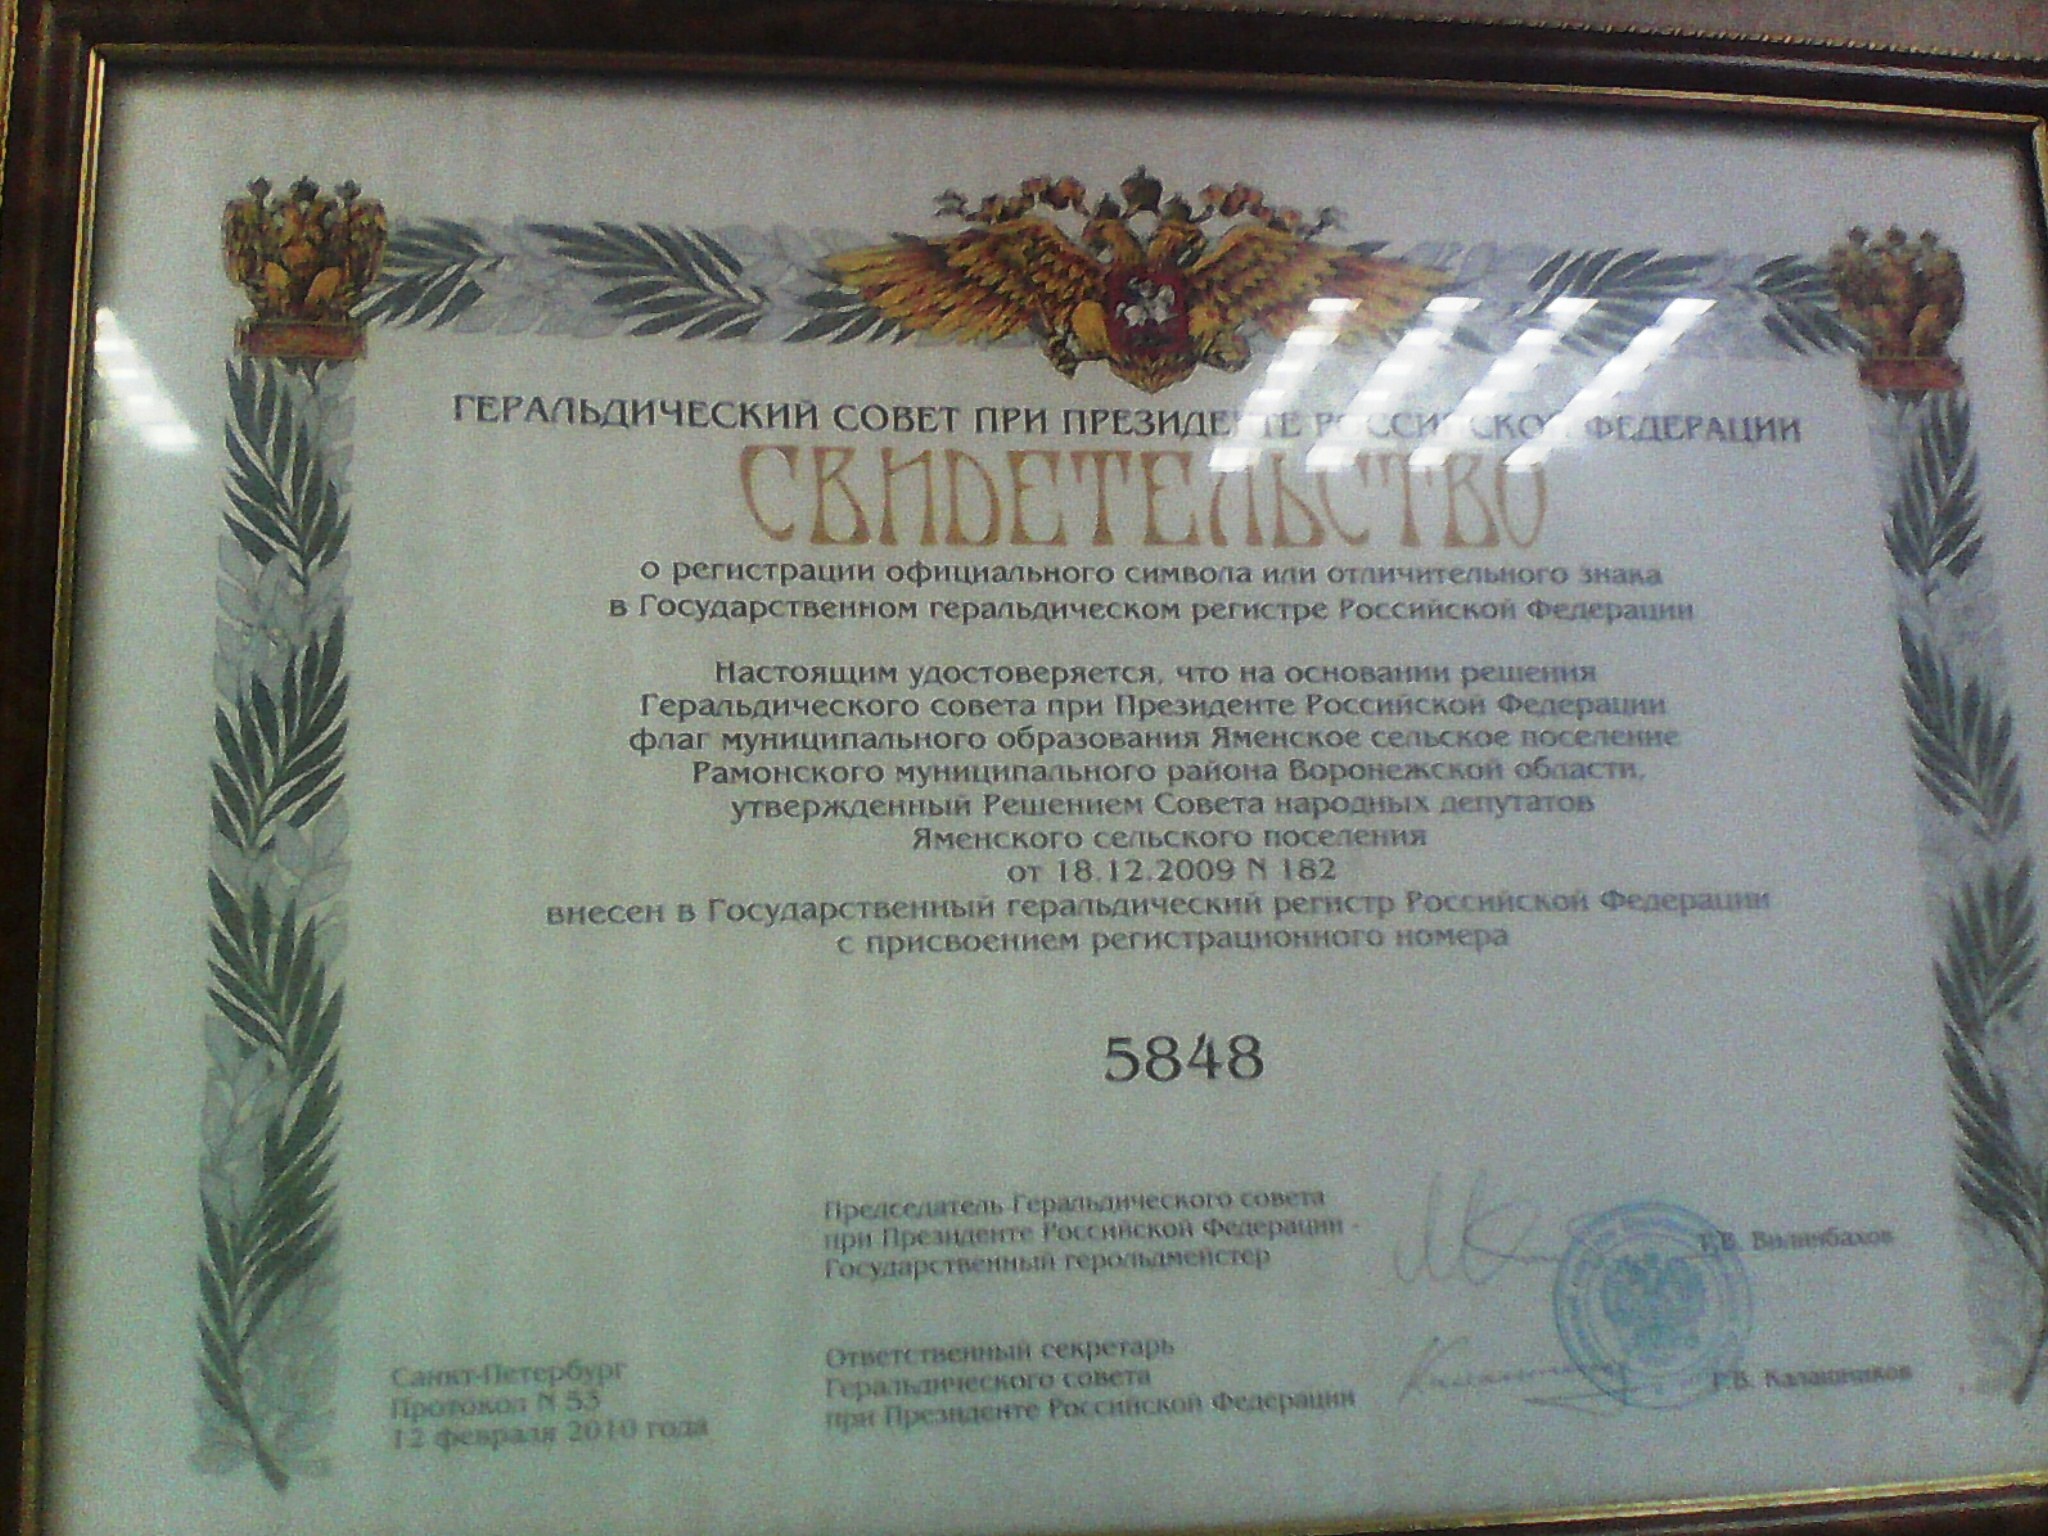 ГЕРАЛЬДИЧЕСКИЙ СОВЕТ ПРИ ПРЕЗИДЕНТЕ РОССИЙСКОЙ ФЕДЕРАЦИИ
СВИДЕТЕЛЬСТВО
о регистрации официального символа или отличительного знака
в Государственном геральдическом регистре Российской Федерации
Настоящим удостоверяется, что на основании решения
Геральдического совета при Президенте Российской Федерации
флаг муниципального образования Яменское сельское поселение
Рамонского муниципального района Воронежской области,
утвержденный Решением Совета народных депутатов
Яменского сельского поселения
от 18.12.2009 N 182
внесен в Государственный геральдический регистр Российской Федерации
с присвоением регистрационного номера
5848
Председатель Геральдического совета
при Президенте Российской Федерации -
Государственный герольдмейстер
Г.В. Вилинбахов
Ответственный секретарь
Геральдического совета
при Президенте Российской Федерации
Г.В. Калашников
Санкт-Петербург
Протокол N 53
12 февраля 2010 года